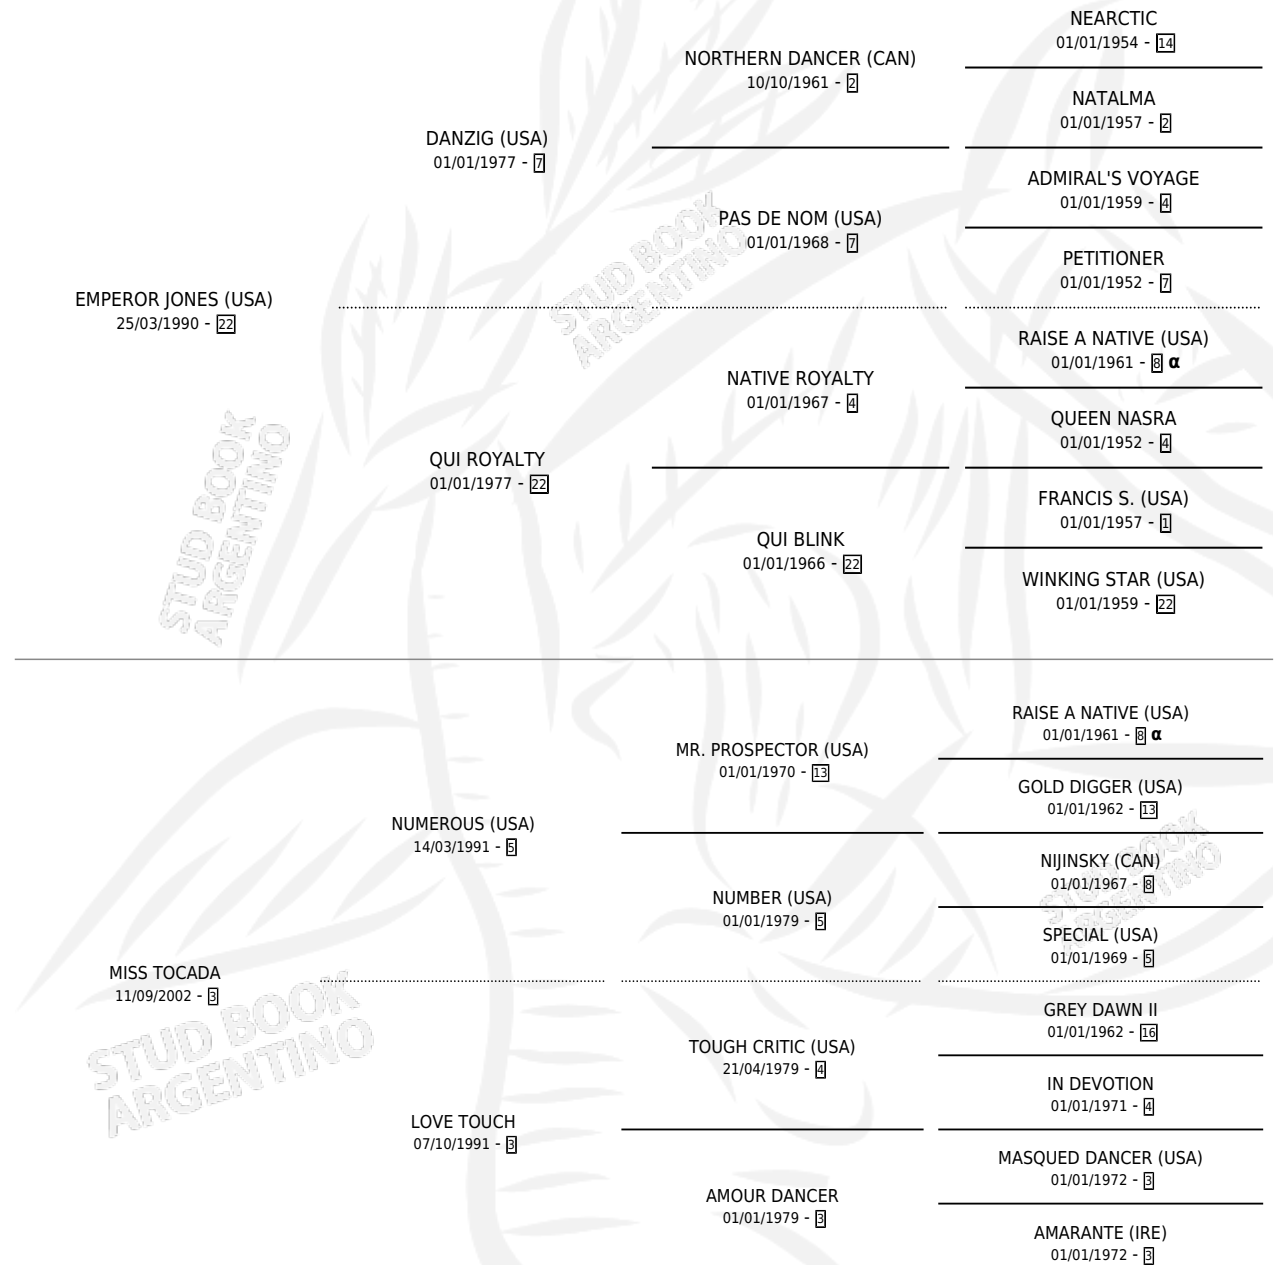 NEARCTIC
01/01/1954 - 14
NORTHERN DANCER (CAN)
10/10/1961 - 2
NATALMA
01/01/1957 - 2
DANZIG (USA)
01/01/1977 - 7
ADMIRAL'S VOYAGE
01/01/1959 - 4
PAS DE NOM (USA)
01/01/1968 - 7
PETITIONER
01/01/1952 - 7
EMPEROR JONES (USA)
25/03/1990 - 22
RAISE A NATIVE (USA)
01/01/1961 - 8 α
NATIVE ROYALTY
01/01/1967 - 4
QUEEN NASRA
01/01/1952 - 4
QUI ROYALTY
01/01/1977 - 22
FRANCIS S. (USA)
01/01/1957 - 1
QUI BLINK
01/01/1966 - 22
WINKING STAR (USA)
01/01/1959 - 22
RAISE A NATIVE (USA)
01/01/1961 - 8 α
MR. PROSPECTOR (USA)
01/01/1970 - 13
GOLD DIGGER (USA)
01/01/1962 - 13
NUMEROUS (USA)
14/03/1991 - 5
NIJINSKY (CAN)
01/01/1967 - 8
NUMBER (USA)
01/01/1979 - 5
SPECIAL (USA)
01/01/1969 - 5
MISS TOCADA
11/09/2002 - 3
GREY DAWN II
01/01/1962 - 16
TOUGH CRITIC (USA)
21/04/1979 - 4
IN DEVOTION
01/01/1971 - 4
LOVE TOUCH
07/10/1991 - 3
MASQUED DANCER (USA)
01/01/1972 - 3
AMOUR DANCER
01/01/1979 - 3
AMARANTE (IRE)
01/01/1972 - 3
STUD BOOK
ARGENTINO
STUD BOOK
ARGENTINO
STUD BOOK
ARGENTINO
STUD BOOK
ARGENTINO